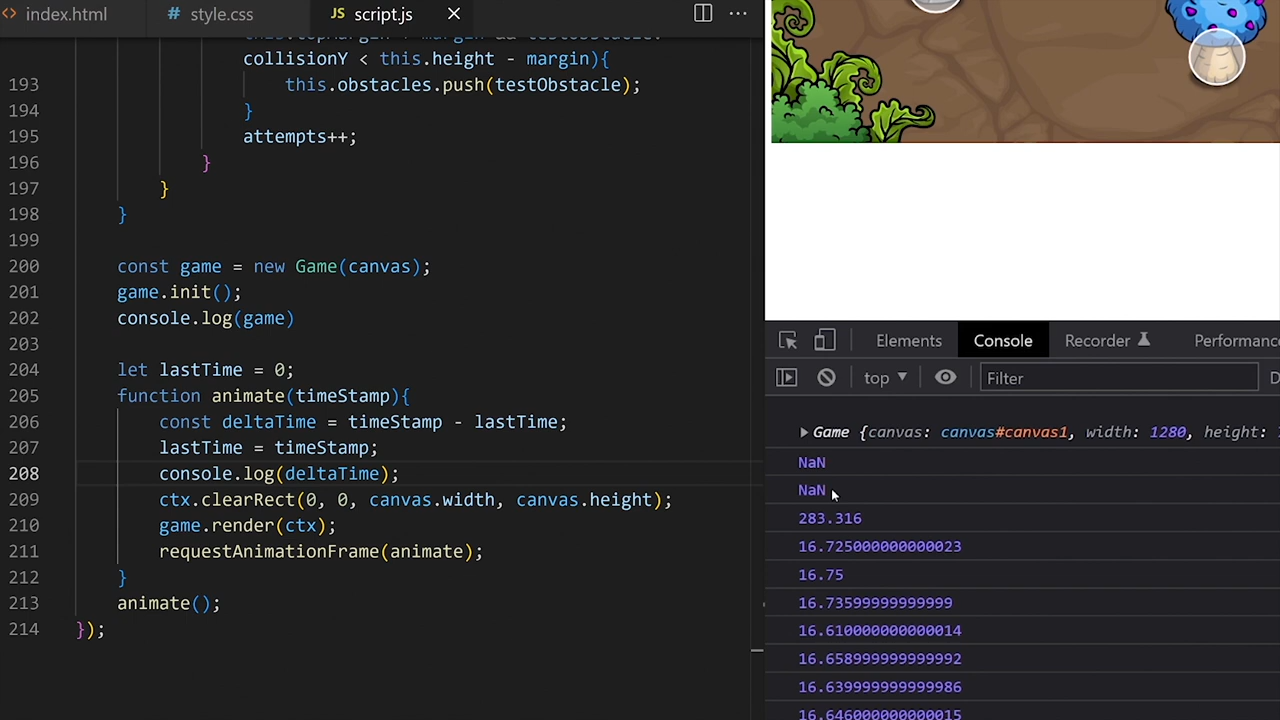 index.html # style.css JS script.js
collisionY < this.height - margin){
193 this.obstacles.push(testObstacle);
194 }
195 attempts++;
196 }
197 }
198 }
199
200 const game = new Game(canvas);
201 game.init();
202 console.log(game)
203
204 let lastTime = 0;
205 function animate(timeStamp){
206 const deltaTime = timeStamp - lastTime;
207 lastTime = timeStamp;
208 console.log(deltaTime);
209 ctx.clearRect(0, 0, canvas.width, canvas.height);
210 game.render(ctx);
211 requestAnimationFrame(animate);
212 }
213 animate();
214 });
Elements Console Recorder Performance
top Filter
Game {canvas: canvas#canvas1, width: 1280, height:
NaN
NaN
283.316
16.725000000000023
16.75
16.73599999999999
16.610000000000014
16.658999999999992
16.639999999999986
16.646000000000015